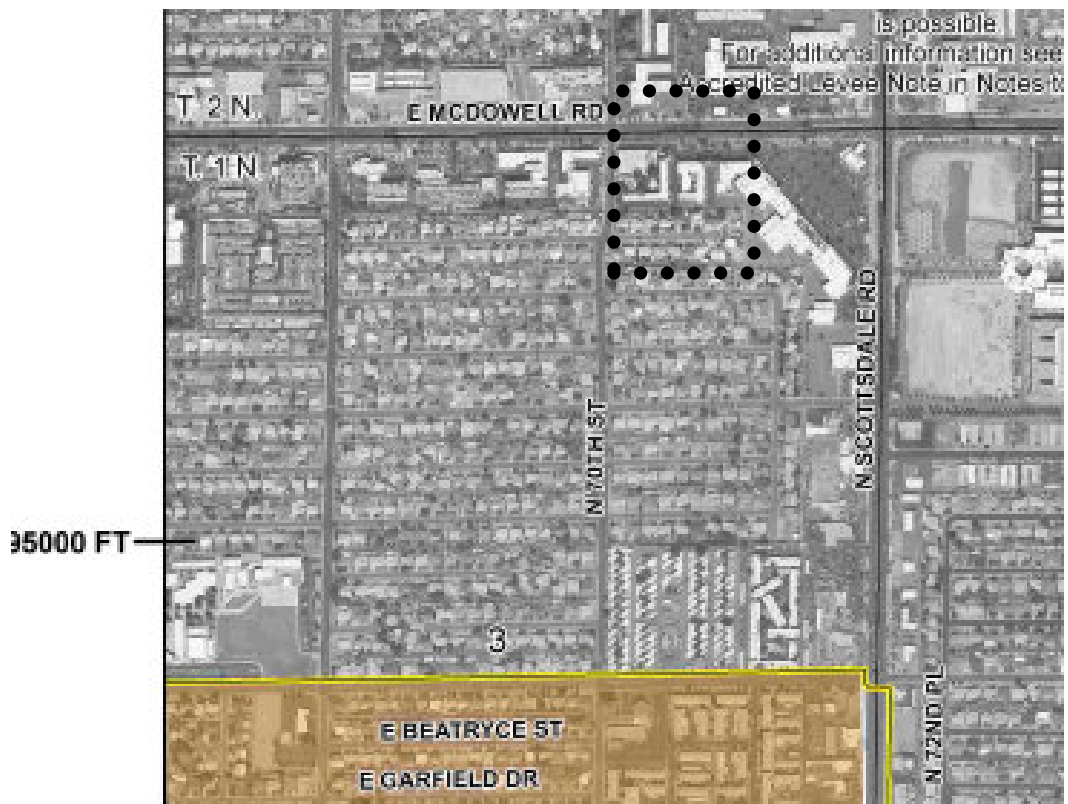 is possible
For additional information see
Accredited Levee Note in Notes to
T. 2 N.
E MCDOWELL RD
T. 1 N
N SCOTTSDALE RD
N 70TH ST
95000 FT
3
N 72ND PL
E BEATRYCE ST
E GARFIELD DR